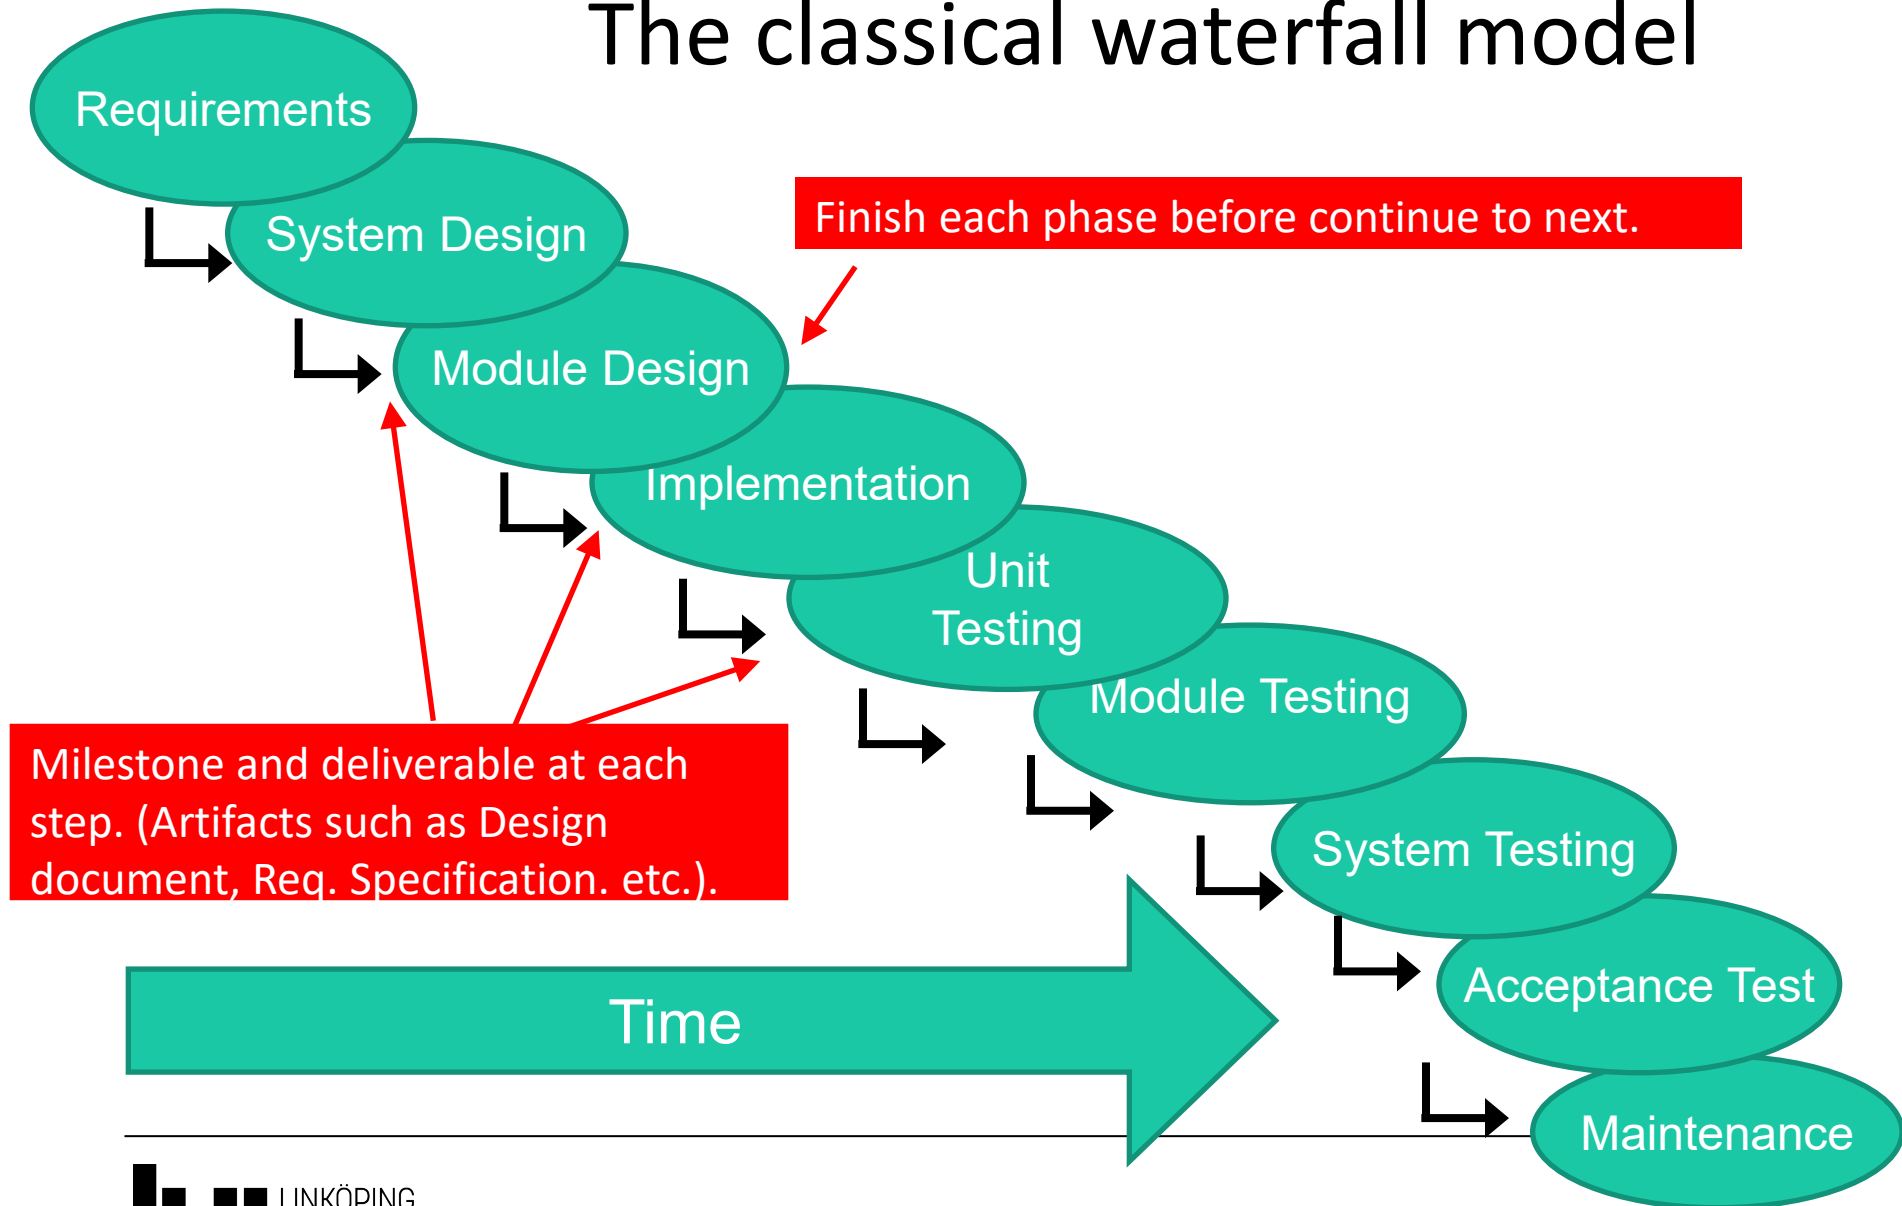 The classical waterfall model
Requirements
System Design
Finish each phase before continue to next.
Module Design
Implementation
Unit
Testing
Module Testing
Milestone and deliverable at each
step. (Artifacts such as Design
document, Req. Specification. etc.).
System Testing
Acceptance Test
Time
Maintenance
LINKÖPING